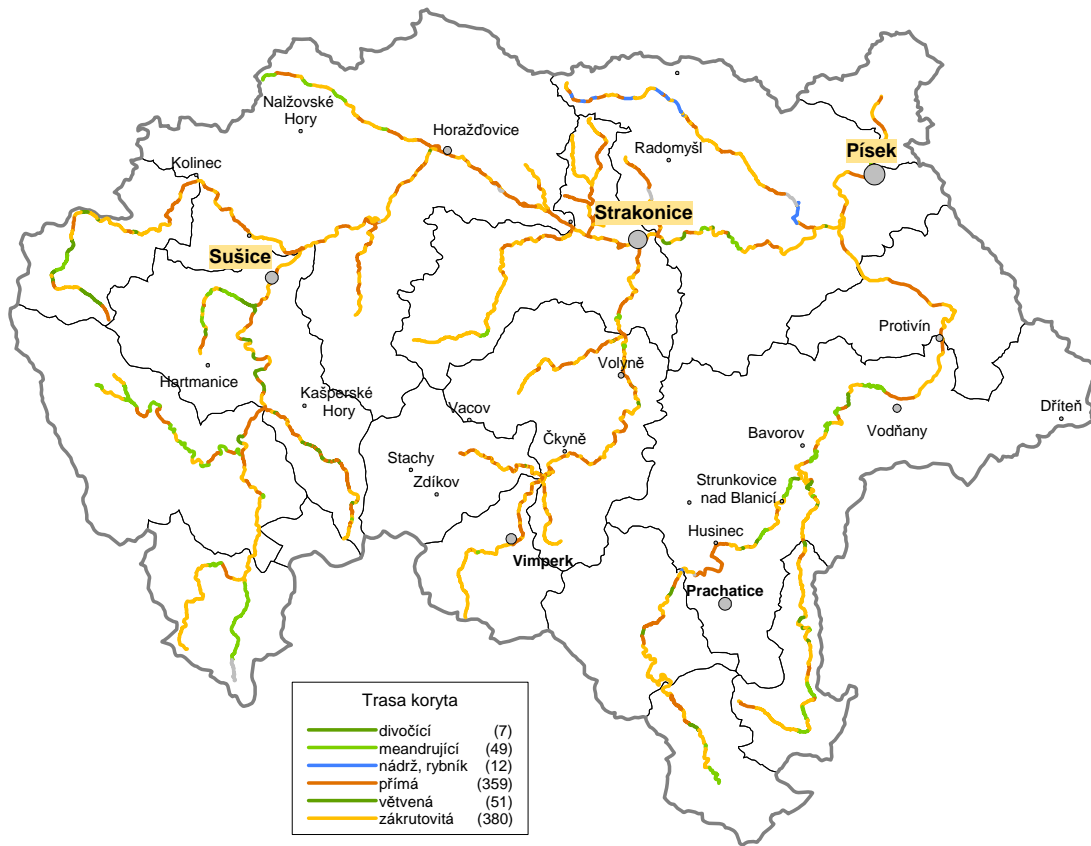 Nalžovské
Hory
Horažďovice
Radomyšl
Písek
Kolinec
Strakonice
Sušice
Protivín
Hartmanice
Kašperské
Hory
Volyně
Vacov
Vodňany
Dříteň
Čkyně
Bavorov
Stachy
Zdíkov
Strunkovice
nad Blanicí
Husinec
Vimperk
Prachatice
Trasa koryta
divočící (7)
meandrující (49)
nádrž, rybník (12)
přímá (359)
větvená (51)
zákrutovitá (380)